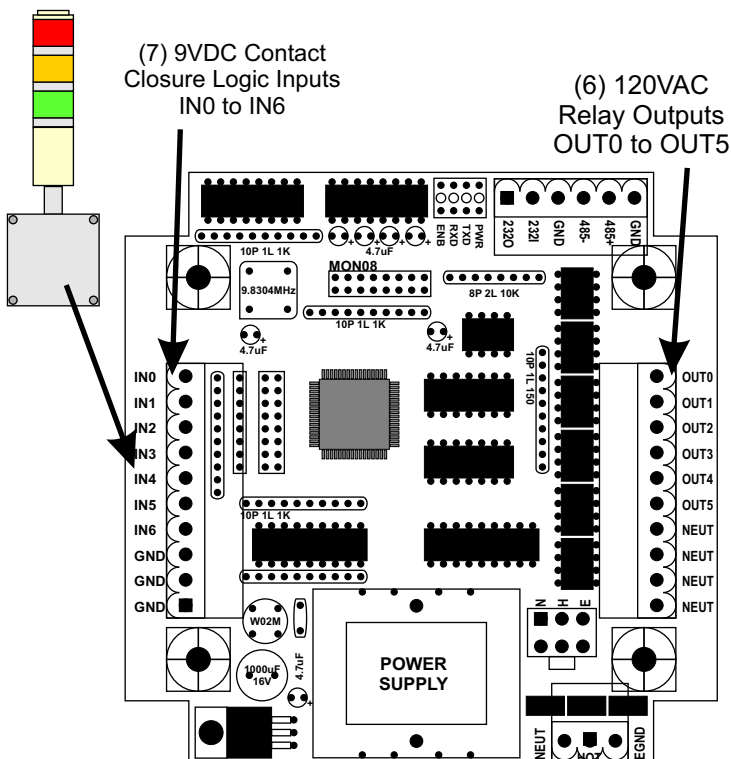 (7) 9VDC Contact
Closure Logic Inputs
IN0 to IN6
(6) 120VAC
Relay Outputs
OUT0 to OUT5
ENB
RXD
TXD
PWR
232O
232I
GND
485-
485+
GND
10P 1L 1K
4.7uF
MON08
9.8304MHz
8P 2L 10K
10P 1L 1K
4.7uF
4.7uF
10P 1L 150
IN0
IN1
IN2
IN3
IN4
IN5
IN6
GND
GND
GND
OUT0
OUT1
OUT2
OUT3
OUT4
OUT5
NEUT
NEUT
NEUT
NEUT
10P 1L 1K
W02M
4.7uF
1000uF
16V
POWER
SUPPLY
N
H
E
NEUT
HOT
EGND